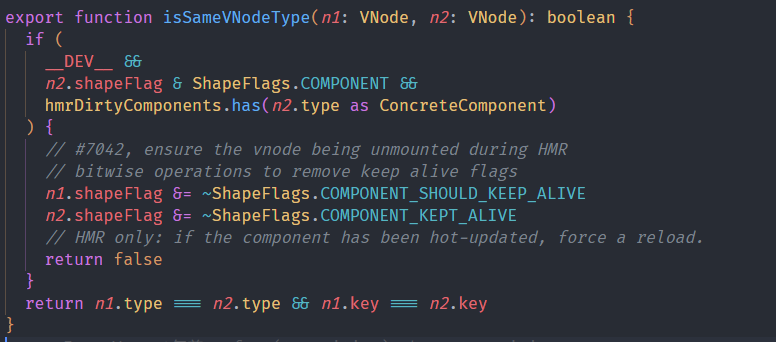 export function isSameVNodeType(n1: VNode, n2: VNode): boolean {
if (
__DEV__ &&
n2.shapeFlag & ShapeFlags.COMPONENT &&
hmrDirtyComponents.has(n2.type as ConcreteComponent)
) {
// #7042, ensure the vnode being unmounted during HMR
// bitwise operations to remove keep alive flags
n1.shapeFlag &= ~ShapeFlags.COMPONENT_SHOULD_KEEP_ALIVE
n2.shapeFlag &= ~ShapeFlags.COMPONENT_KEPT_ALIVE
// HMR only: if the component has been hot-updated, force a reload.
return false
}
return n1.type === n2.type && n1.key === n2.key
}